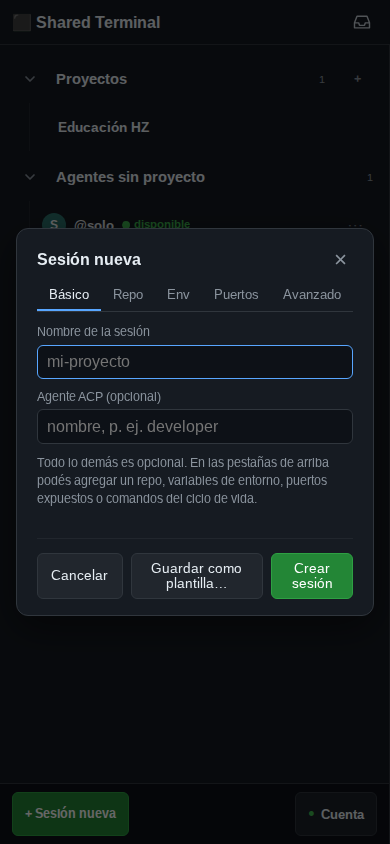 Shared Terminal
Proyectos 1 +
Educación HZ
Agentes sin proyecto 1
S @solo disponible ...
Sesión nueva ×
Básico Repo Env Puertos Avanzado
Nombre de la sesión
mi-proyecto
Agente ACP (opcional)
nombre, p. ej. developer
Todo lo demás es opcional. En las pestañas de arriba
podés agregar un repo, variables de entorno, puertos
expuestos o comandos del ciclo de vida.
Cancelar
Guardar como
plantilla…
Crear
sesión
+ Sesión nueva
Cuenta